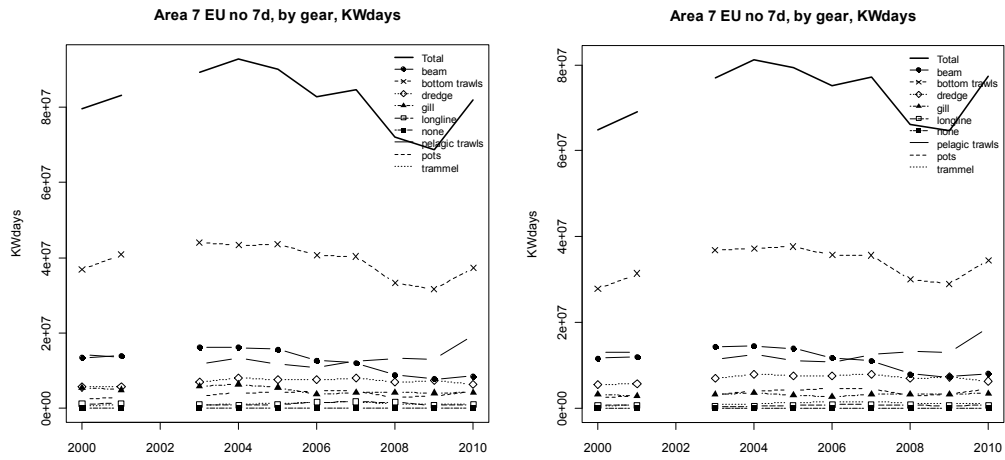 Area 7 EU no 7d, by gear, KWdays
KWdays
0e+00
2e+07
4e+07
6e+07
8e+07
2000
2002
2004
2006
2008
2010
Total
beam
bottom trawls
dredge
gill
longline
none
pelagic trawls
pots
trammel
Area 7 EU no 7d, by gear, KWdays
KWdays
0e+00
2e+07
4e+07
6e+07
8e+07
2000
2002
2004
2006
2008
2010
Total
beam
bottom trawls
dredge
gill
longline
none
pelagic trawls
pots
trammel